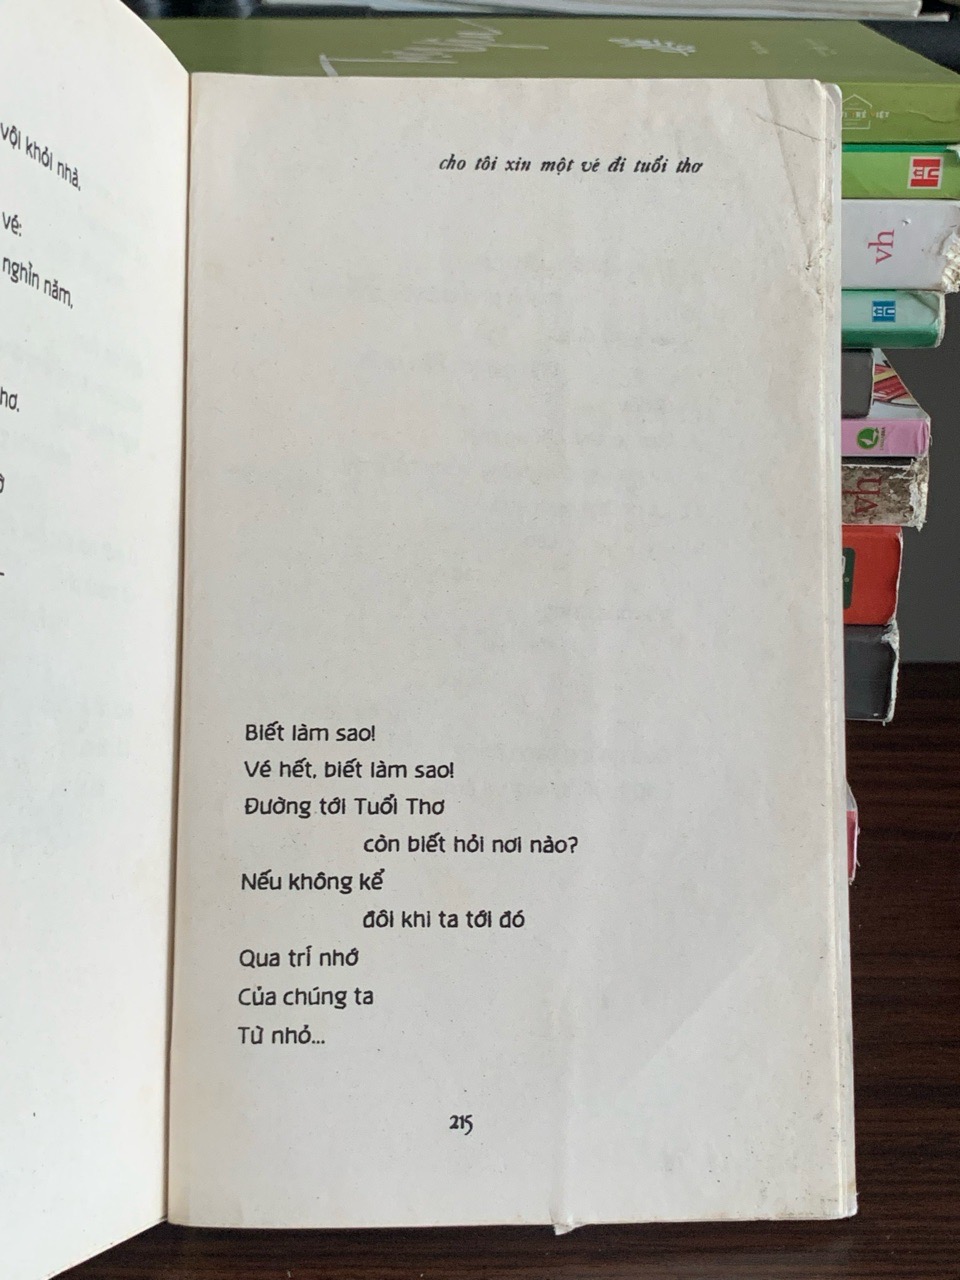 vội khỏi nhà.
vé:
nghìn năm,
cho tôi xin một vé đi tuổi thơ
Biết làm sao!
Vé hết, biết làm sao!
Đường tới Tuổi Thơ
còn biết hỏi nơi nào?
Nếu không kể
đôi khi ta tới đó
Qua trí nhớ
Của chúng ta
Từ nhỏ...
215
vh
vh